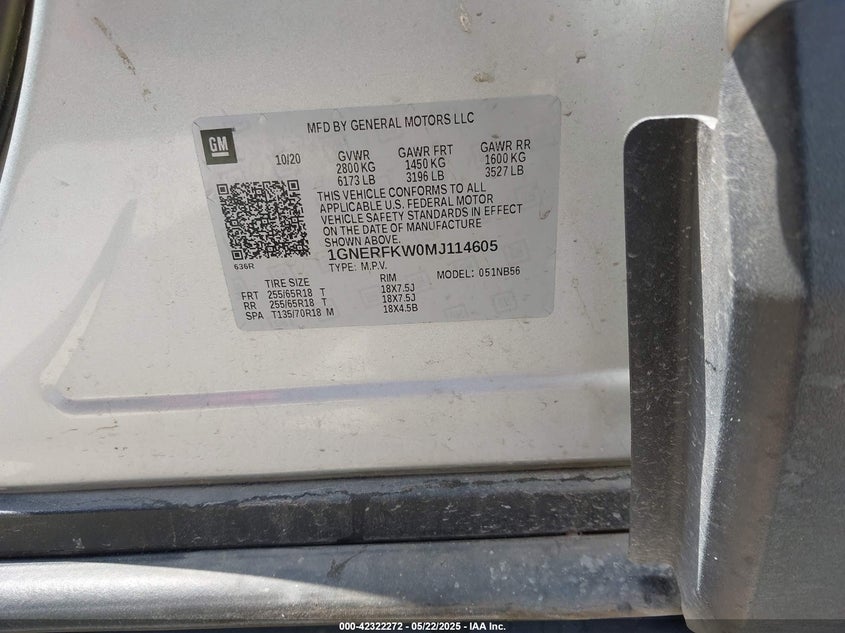 MFD BY GENERAL MOTORS LLC
GM
10/20 GVWR GAWR FRT GAWR RR
2800 KG 1450 KG 1600 KG
6173 LB 3196 LB 3527 LB
THIS VEHICLE CONFORMS TO ALL
APPLICABLE U.S. FEDERAL MOTOR
VEHICLE SAFETY STANDARDS IN EFFECT
ON THE DATE OF MANUFACTURE
SHOWN ABOVE.
636R
1GNERFKW0MJ114605
TYPE: M.P.V. MODEL: 051NB56
TIRE SIZE RIM
FRT 255/65R18 T 18X7.5J
RR 255/65R18 T 18X7.5J
SPA T135/70R18 M 18X4.5B
000-42322272 - 05/22/2025 - IAA Inc.